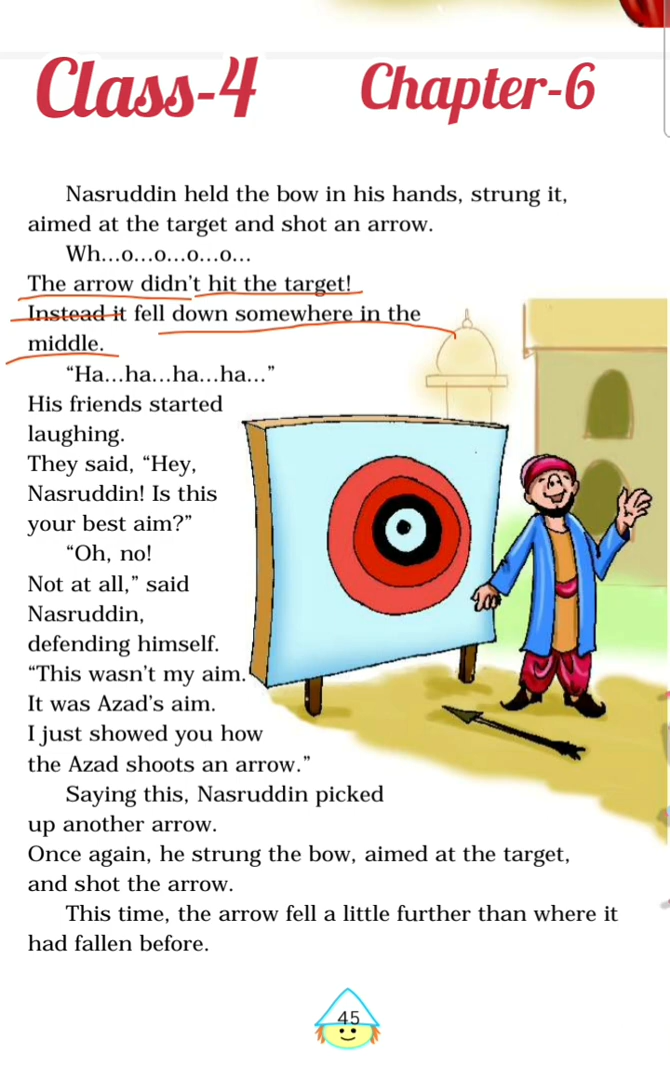 Class-4 Chapter-6
Nasruddin held the bow in his hands, strung it,
aimed at the target and shot an arrow.
Wh...o...o...o...o...
The arrow didn't hit the target!
Instead it fell down somewhere in the
middle.
“Ha...ha...ha...ha...”
His friends started
laughing.
They said, “Hey,
Nasruddin! Is this
your best aim?”
“Oh, no!
Not at all,” said
Nasruddin,
defending himself.
“This wasn't my aim.
It was Azad's aim.
I just showed you how
the Azad shoots an arrow.”
Saying this, Nasruddin picked
up another arrow.
Once again, he strung the bow, aimed at the target,
and shot the arrow.
This time, the arrow fell a little further than where it
had fallen before.
45